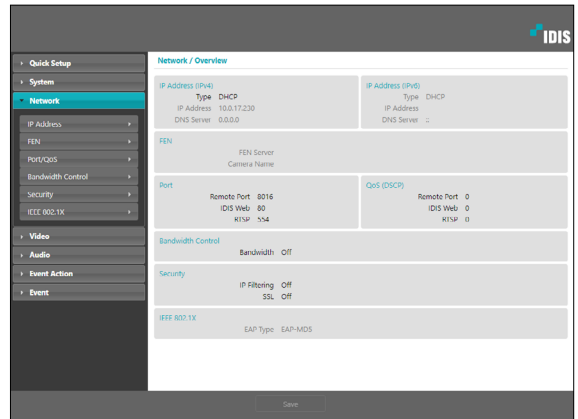 IDIS
Quick Setup
System
Network
IP Address
FEN
Port/QoS
Bandwidth Control
Security
IEEE 802.1X
Video
Audio
Event Action
Event
Network / Overview
IP Address (IPv4)
Type DHCP
IP Address 10.0.17.230
DNS Server 0.0.0.0
IP Address (IPv6)
Type DHCP
IP Address
DNS Server ::
FEN
FEN Server
Camera Name
Port
Remote Port 8016
IDIS Web 80
RTSP 554
QoS (DSCP)
Remote Port 0
IDIS Web 0
RTSP 0
Bandwidth Control
Bandwidth Off
Security
IP Filtering Off
SSL Off
IEEE 802.1X
EAP Type EAP-MD5
Save